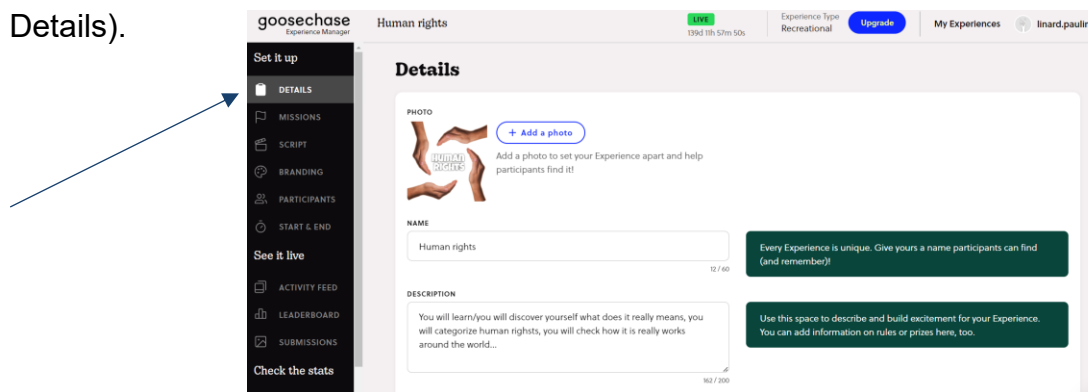 Details).
goosechase
Experience Manager
Human rights
LIVE
139d 11h 57m 50s
Experience Type
Recreational
Upgrade
My Experiences
linard.paulin
Set it up
DETAILS
MISSIONS
SCRIPT
BRANDING
PARTICIPANTS
START & END
See it live
ACTIVITY FEED
LEADERBOARD
SUBMISSIONS
Check the stats
Details
PHOTO
HUMAN
RIGHTS
+ Add a photo
Add a photo to set your Experience apart and help
participants find it!
NAME
Human rights
12 / 60
Every Experience is unique. Give yours a name participants can find
(and remember)!
DESCRIPTION
You will learn/you will discover yourself what does it really means, you
will categorize human righsts, you will check how it is really works
around the world...
162 / 200
Use this space to describe and build excitement for your Experience.
You can add information on rules or prizes here, too.